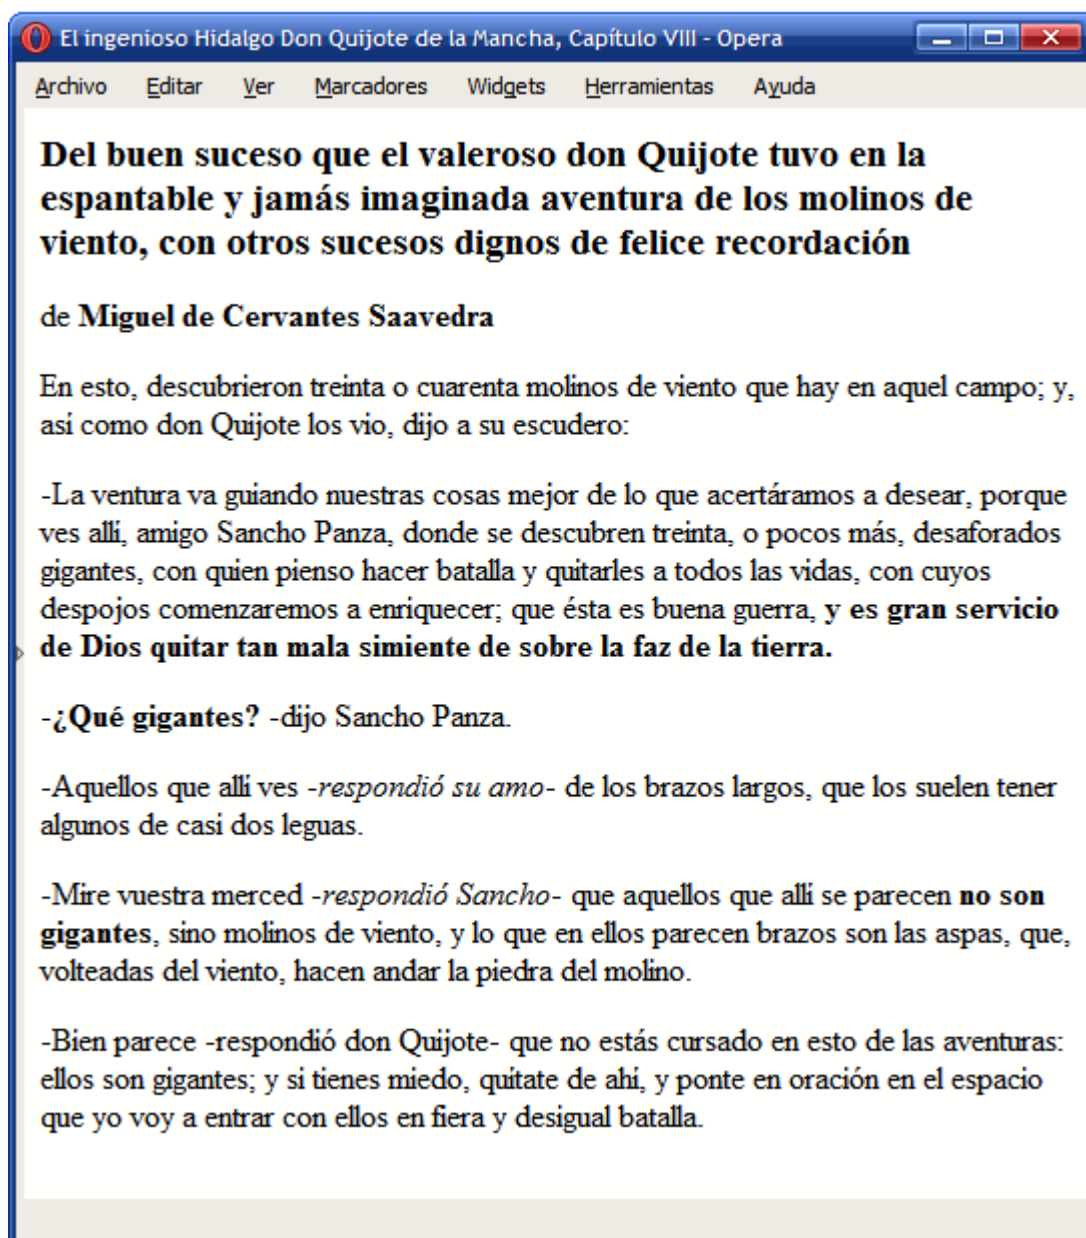 El ingenioso Hidalgo Don Quijote de la Mancha, Capítulo VIII - Opera
Archivo Editar Ver Marcadores Widgets Herramientas Ayuda
Del buen suceso que el valeroso don Quijote tuvo en la
espantable y jamás imaginada aventura de los molinos de
viento, con otros sucesos dignos de felice recordación
de Miguel de Cervantes Saavedra
En esto, descubrieron treinta o cuarenta molinos de viento que hay en aquel campo; y,
así como don Quijote los vio, dijo a su escudero:
-La ventura va guiando nuestras cosas mejor de lo que acertáramos a desear, porque
ves allí, amigo Sancho Panza, donde se descubren treinta, o pocos más, desaforados
gigantes, con quien pienso hacer batalla y quitarles a todos las vidas, con cuyos
despojos comenzaremos a enriquecer; que ésta es buena guerra, y es gran servicio
de Dios quitar tan mala simiente de sobre la faz de la tierra.
-¿Qué gigantes? -dijo Sancho Panza.
-Aquellos que allí ves -respondió su amo- de los brazos largos, que los suelen tener
algunos de casi dos leguas.
-Mire vuestra merced -respondió Sancho- que aquellos que allí se parecen no son
gigantes, sino molinos de viento, y lo que en ellos parecen brazos son las aspas, que,
volteadas del viento, hacen andar la piedra del molino.
-Bien parece -respondió don Quijote- que no estás cursado en esto de las aventuras:
ellos son gigantes; y si tienes miedo, quítate de ahí, y ponte en oración en el espacio
que yo voy a entrar con ellos en fiera y desigual batalla.